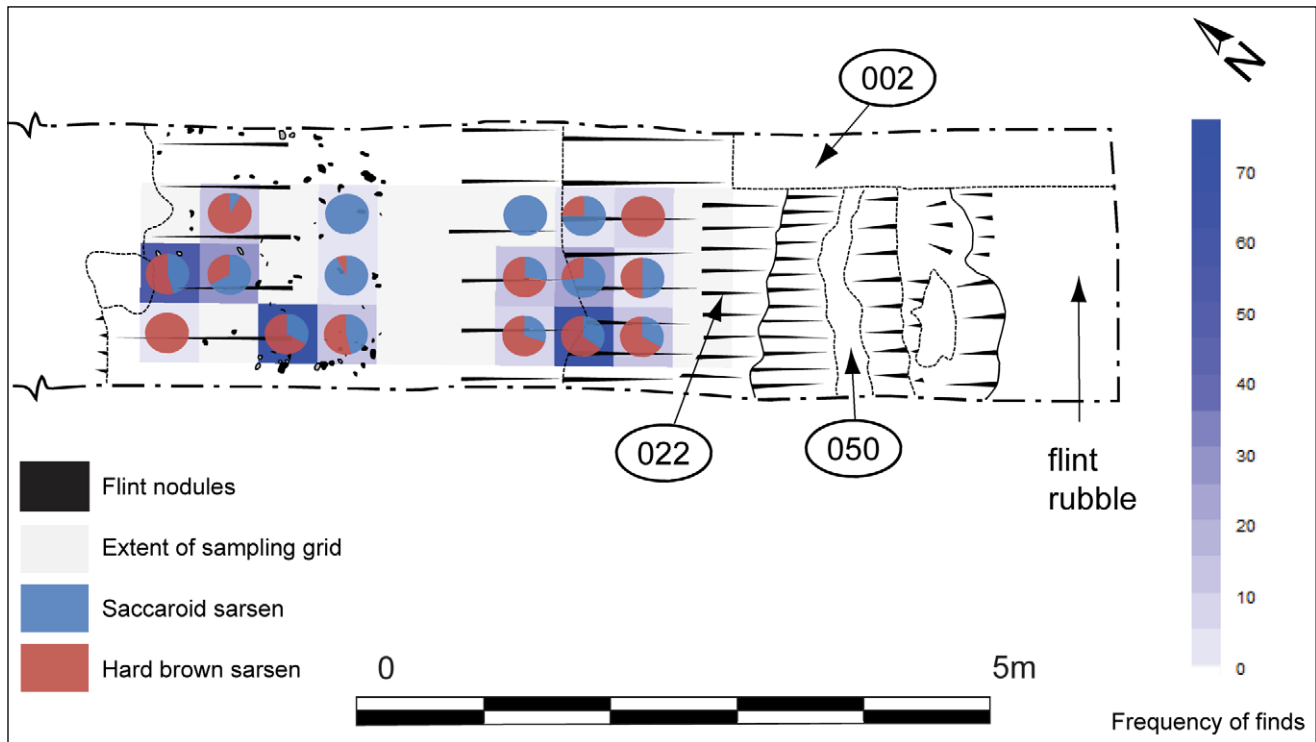 002
N
70
60
50
40
30
20
10
0
022
050
flint
rubble
Flint nodules
Extent of sampling grid
Saccaroid sarsen
Hard brown sarsen
0
5m
Frequency of finds